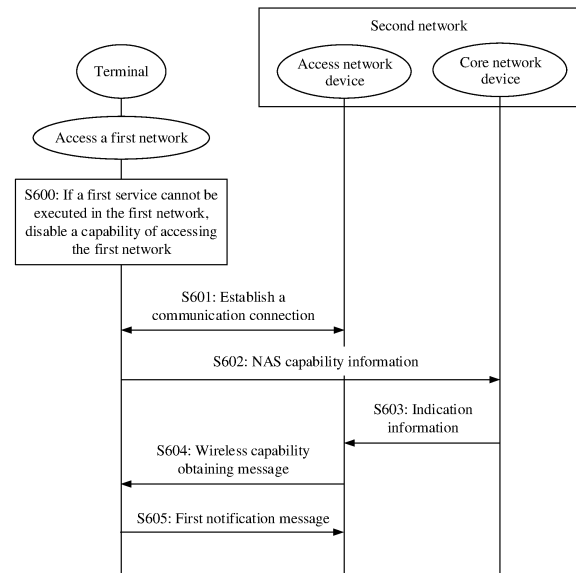 Second network
Terminal
Access network
device
Core network
device
Access a first network
S600: If a first service cannot be
executed in the first network,
disable a capability of accessing
the first network
S601: Establish a
communication connection
S602: NAS capability information
S603: Indication
information
S604: Wireless capability
obtaining message
S605: First notification message